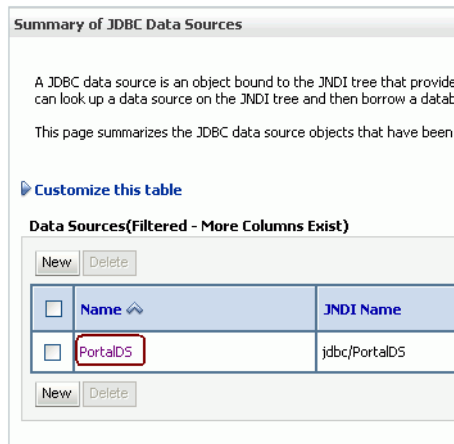 Summary of JDBC Data Sources
A JDBC data source is an object bound to the JNDI tree that provide
can look up a data source on the JNDI tree and then borrow a datab
This page summarizes the JDBC data source objects that have been
Customize this table
Data Sources(Filtered - More Columns Exist)
New Delete
Name JNDI Name
PortalDS jdbc/PortalDS
New Delete